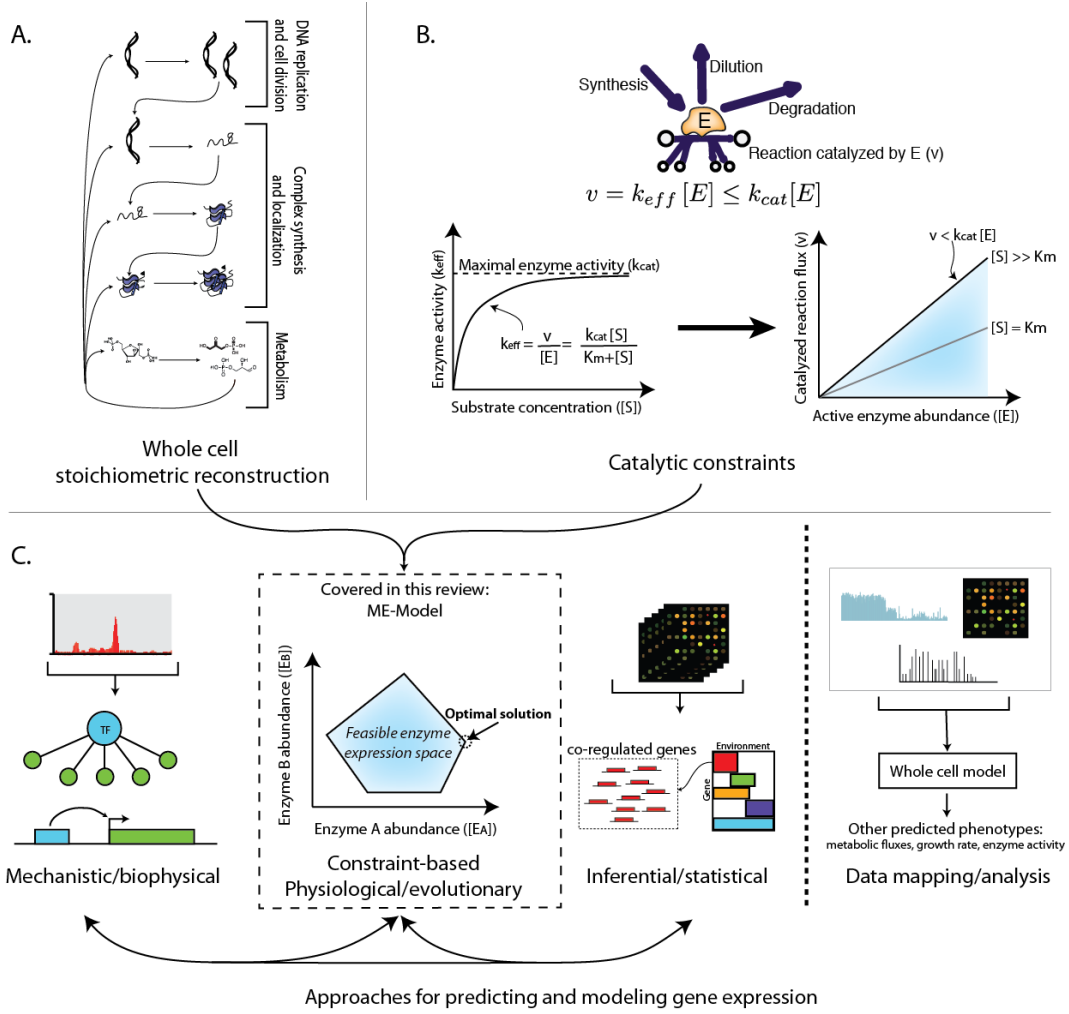 A.
DNA replication
and cell division
Complex synthesis
and localization
Metabolism
Whole cell
stoichiometric reconstruction
B.
Synthesis
Dilution
Degradation
E
Reaction catalyzed by E (v)
v = k_eff [E] ≤ k_cat[E]
Enzyme activity (keff)
Maximal enzyme activity (kcat)
keff = v/[E] = kcat [S]/Km+[S]
Substrate concentration ([S])
Catalyzed reaction flux (v)
v < kcat [E]
[S] >> Km
[S] = Km
Active enzyme abundance ([E])
Catalytic constraints
C.
TF
Mechanistic/biophysical
Covered in this review:
ME-Model
Enzyme B abundance ([EB])
Feasible enzyme
expression space
Optimal solution
Enzyme A abundance ([EA])
Constraint-based
Physiological/evolutionary
co-regulated genes
Environment
Gene
Inferential/statistical
Whole cell model
Other predicted phenotypes:
metabolic fluxes, growth rate, enzyme activity
Data mapping/analysis
Approaches for predicting and modeling gene expression